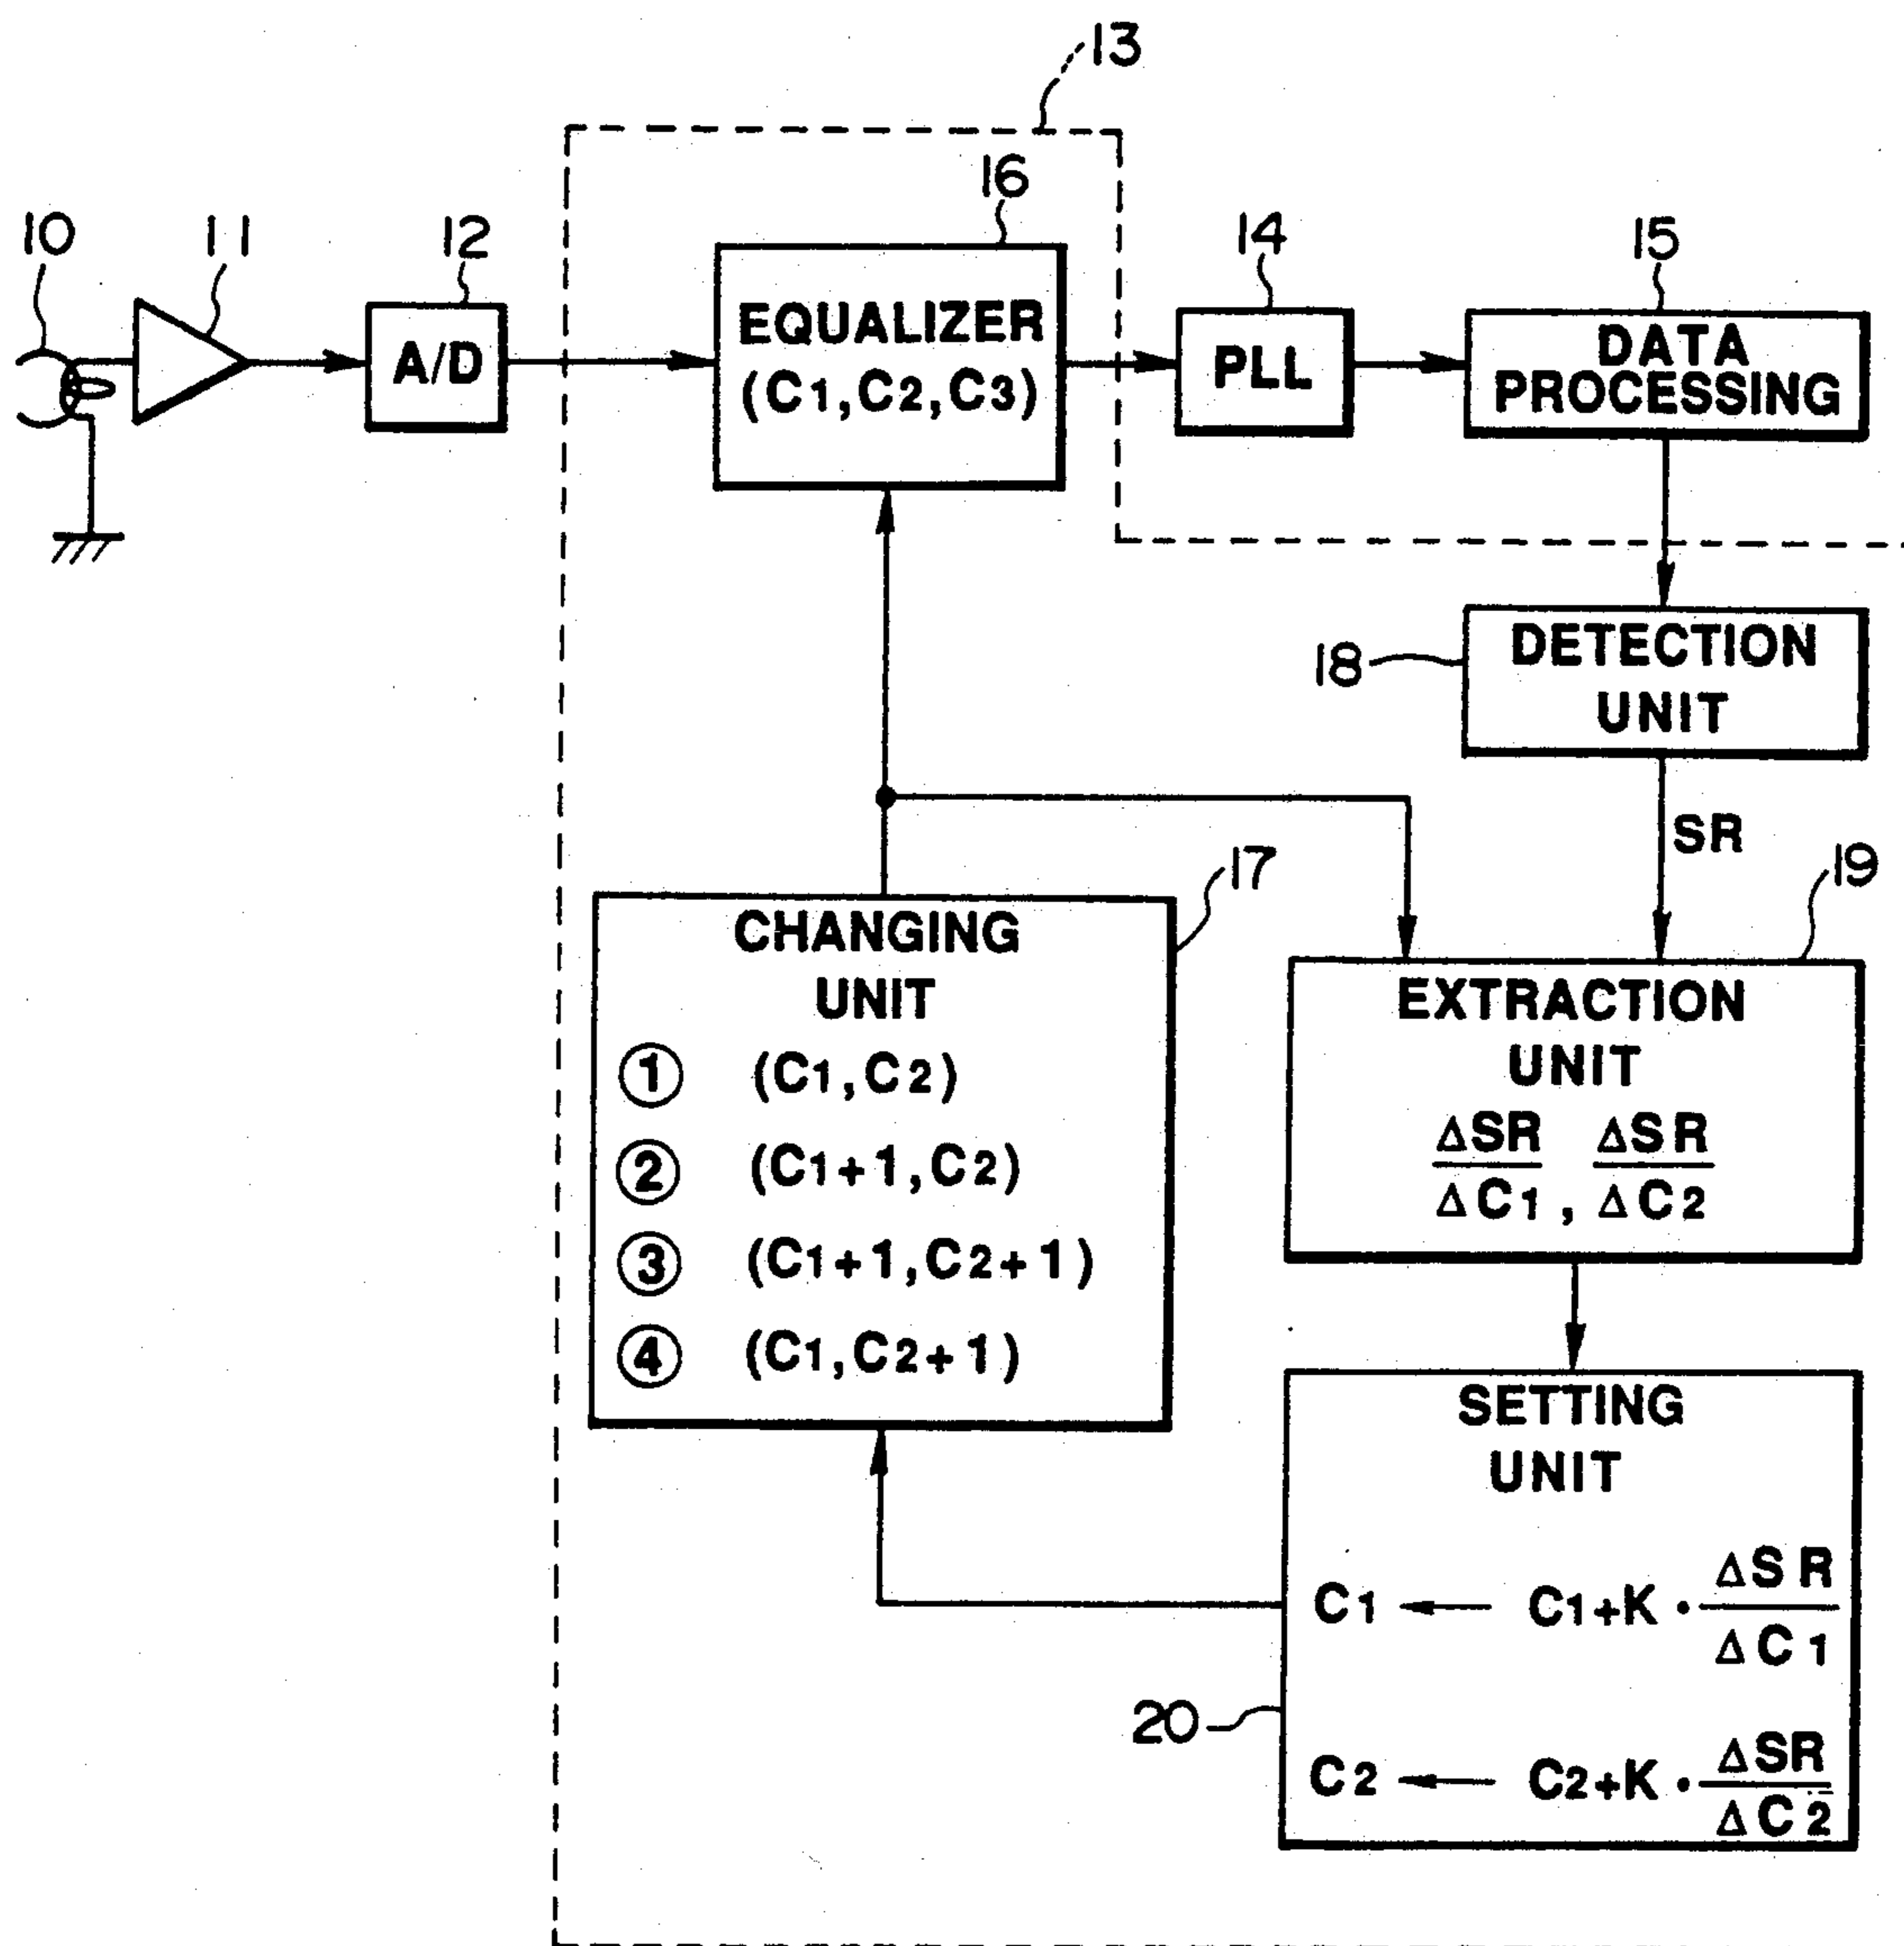 13
16
10
11
12
14
15
A/D
EQUALIZER
(C1,C2,C3)
PLL
DATA
PROCESSING
18
DETECTION
UNIT
SR
17
19
CHANGING
UNIT
① (C1,C2)
② (C1+1,C2)
③ (C1+1,C2+1)
④ (C1,C2+1)
EXTRACTION
UNIT
ΔSR/ΔC1, ΔSR/ΔC2
SETTING
UNIT
C1 ← C1+K・ΔSR/ΔC1
20
C2 ← C2+K・ΔSR/ΔC2